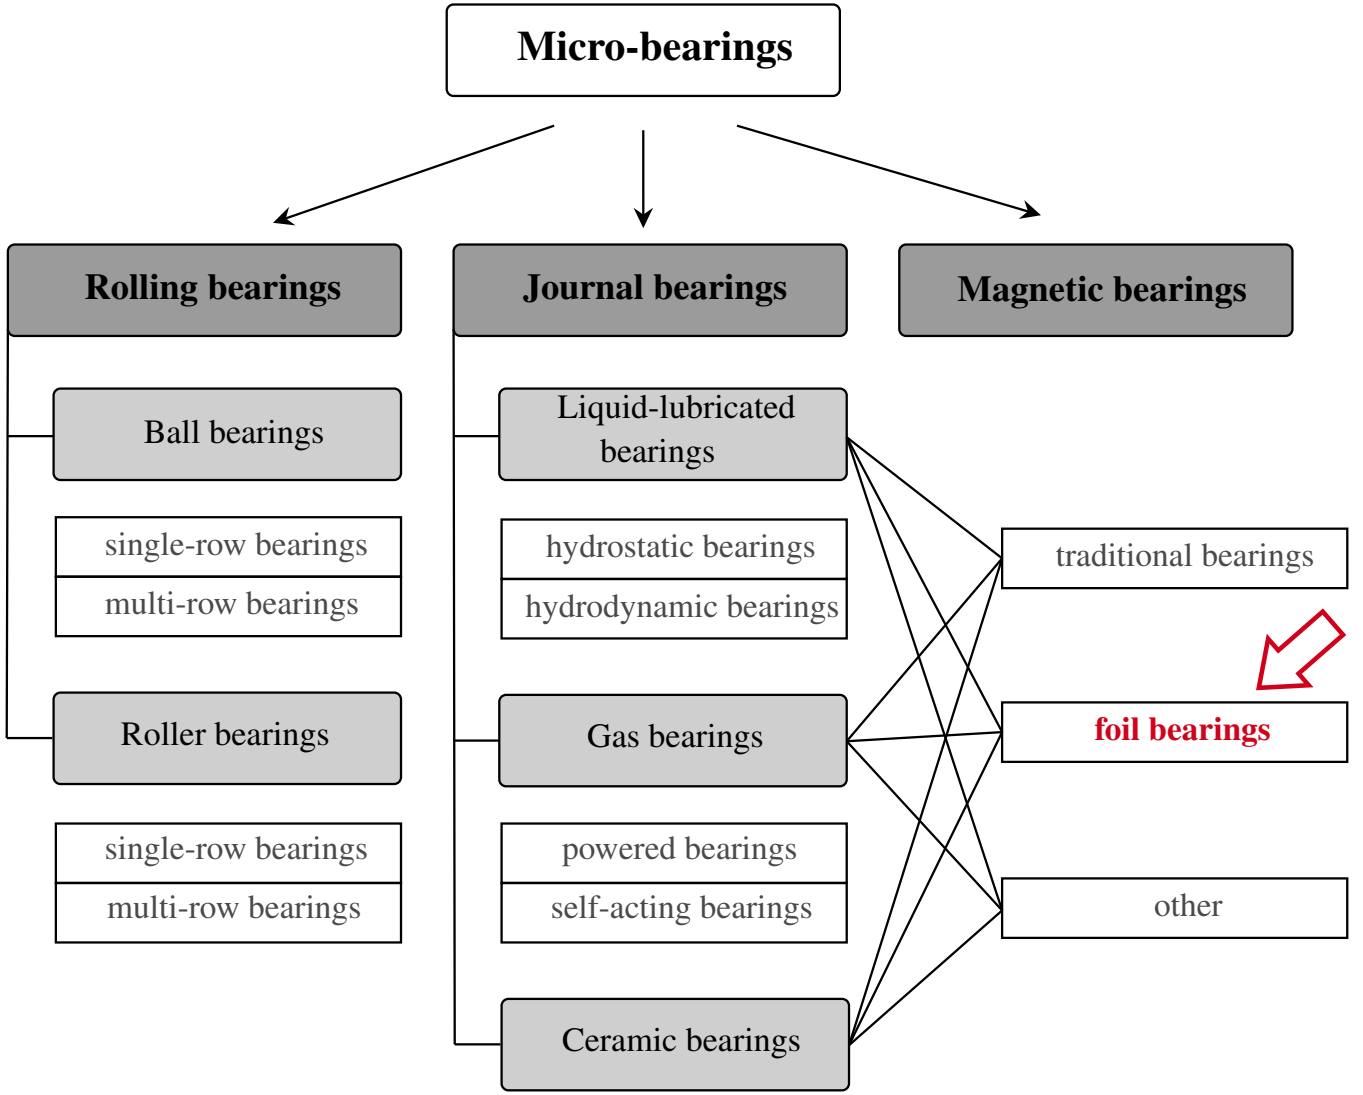 Micro-bearings
Rolling bearings
Journal bearings
Magnetic bearings
Ball bearings
single-row bearings
multi-row bearings
Roller bearings
single-row bearings
multi-row bearings
Liquid-lubricated
bearings
hydrostatic bearings
hydrodynamic bearings
Gas bearings
powered bearings
self-acting bearings
Ceramic bearings
traditional bearings
foil bearings
other